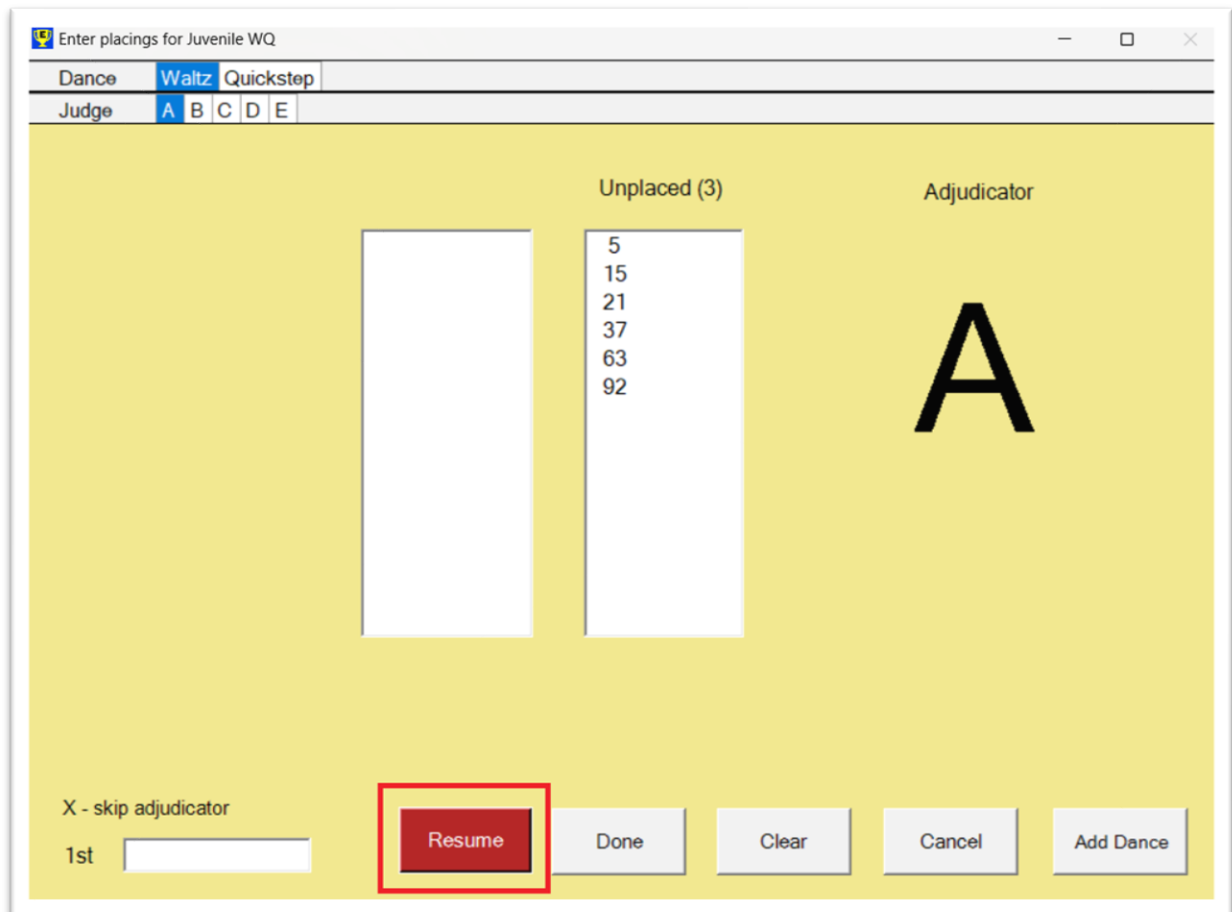 Enter placings for Juvenile WQ
Dance Waltz Quickstep
Judge A B C D E
Unplaced (3)
Adjudicator
5
15
21
37
63
92
A
X - skip adjudicator
1st
Resume Done Clear Cancel Add Dance